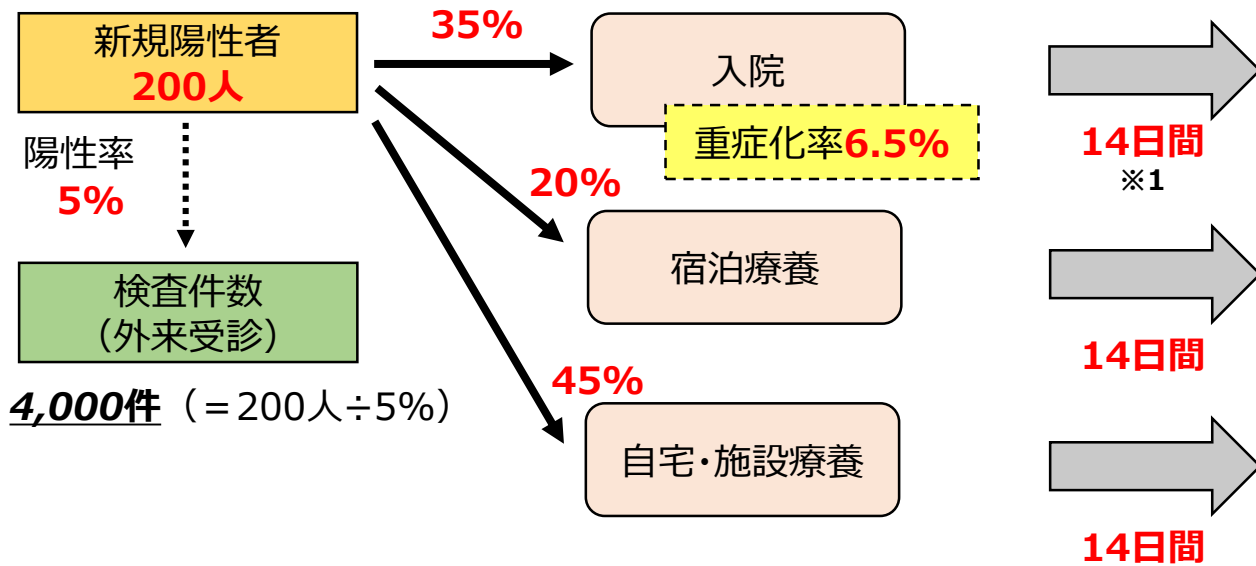 新規陽性者
200人
陽性率
5%
検査件数
（外来受診）
4,000件（＝200人÷5%）
35%
入院
重症化率6.5%
14日間
※1
20%
宿泊療養
14日間
45%
自宅・施設療養
14日間